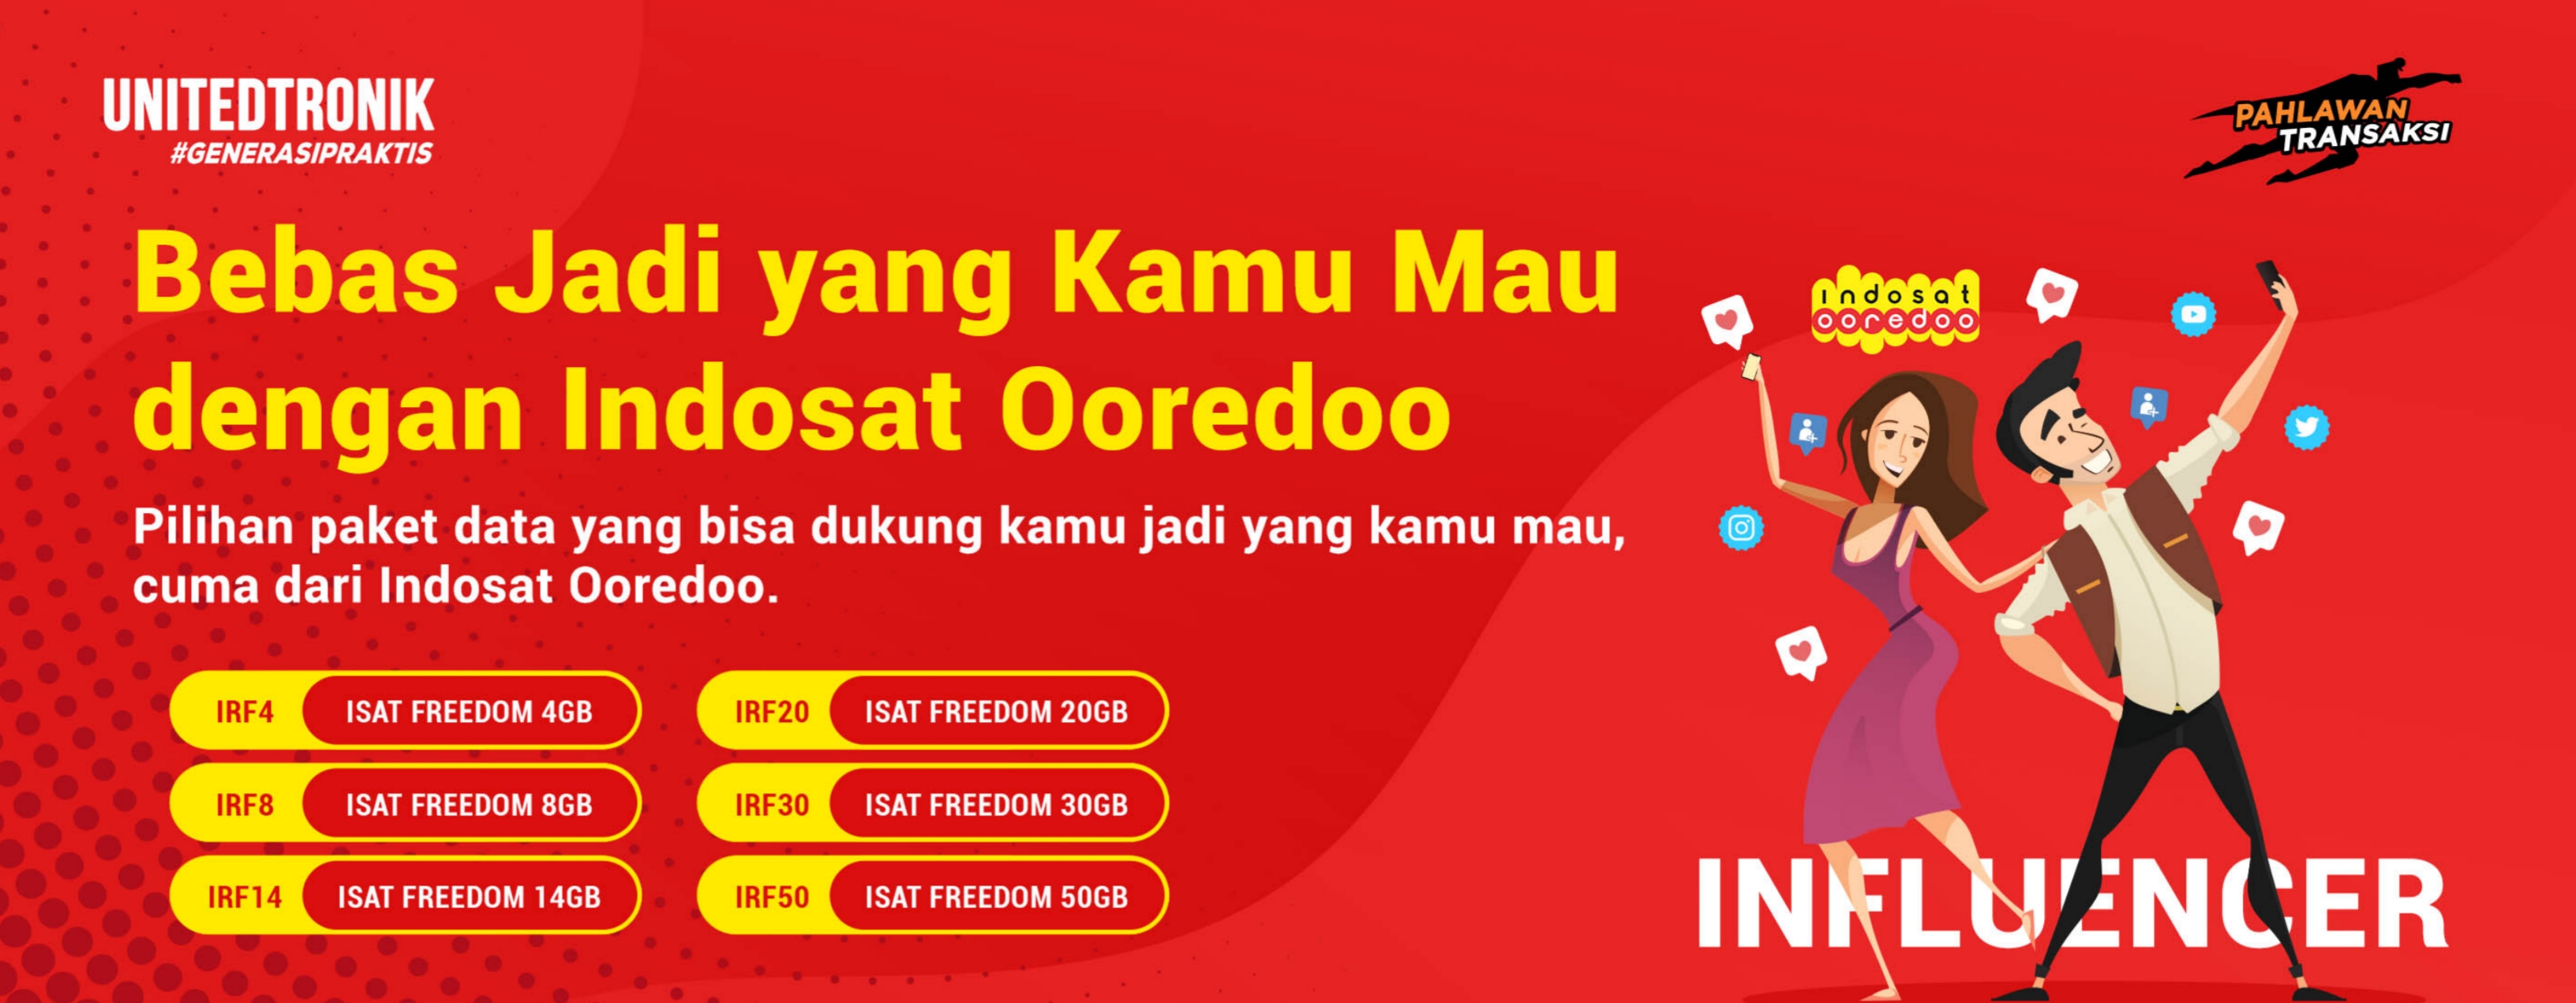 UNITEDTRONIK
#GENERASIPRAKTIS
PAHLAWAN
TRANSAKSI
Bebas Jadi yang Kamu Mau
dengan Indosat Ooredoo
Pilihan paket data yang bisa dukung kamu jadi yang kamu mau,
cuma dari Indosat Ooredoo.
IRF4 ISAT FREEDOM 4GB
IRF20 ISAT FREEDOM 20GB
IRF8 ISAT FREEDOM 8GB
IRF30 ISAT FREEDOM 30GB
IRF14 ISAT FREEDOM 14GB
IRF50 ISAT FREEDOM 50GB
indosat
ooredoo
INFLUENCER